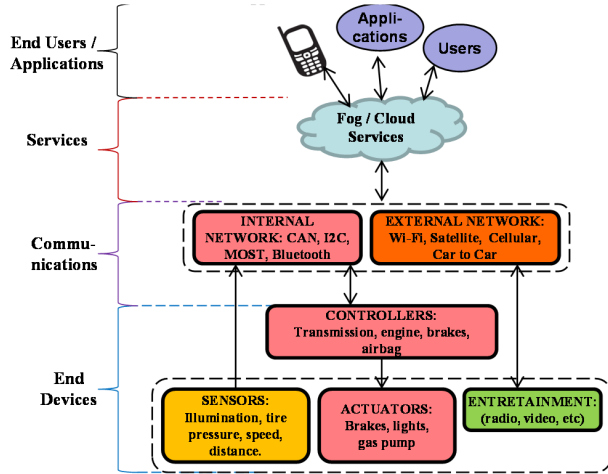 End Users /
Applications
Appli-
cations
Users
Fog / Cloud
Services
Services
INTERNAL
NETWORK: CAN, I2C,
MOST, Bluetooth
EXTERNAL NETWORK:
Wi-Fi, Satellite, Cellular,
Car to Car
Commu-
nications
CONTROLLERS:
Transmission, engine, brakes,
airbag
End
Devices
SENSORS:
Illumination, tire
pressure, speed,
distance.
ACTUATORS:
Brakes, lights,
gas pump
ENTRETAINMENT:
(radio, video, etc)